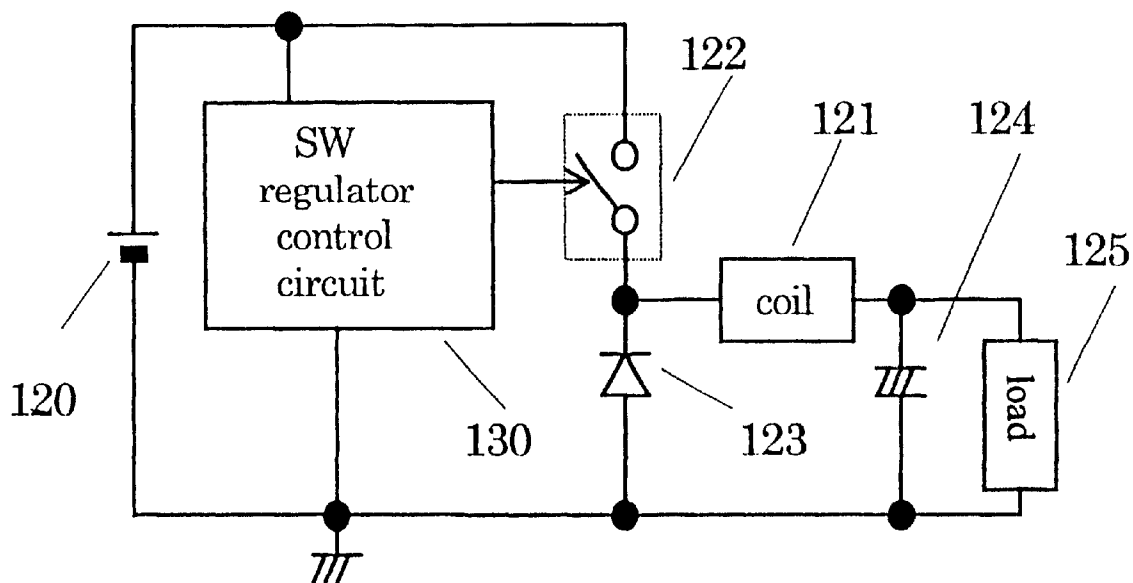 122
121
124
SW
regulator
control
circuit
coil
125
load
120
130
123